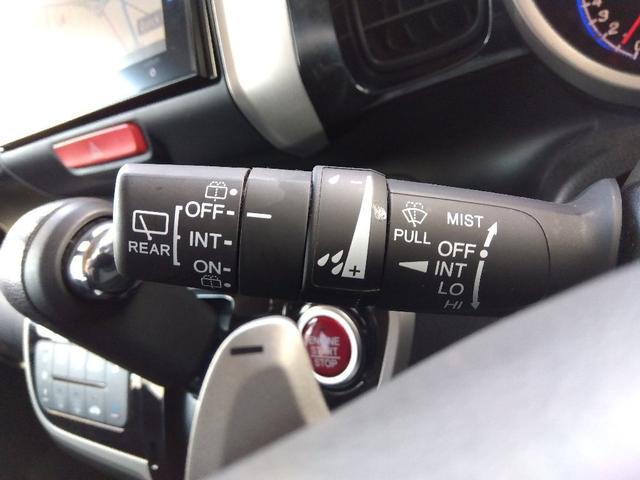 REAR
OFF
INT
ON
- +
PULL
MIST
OFF
INT
LO
HI
ENGINE
START
STOP
-